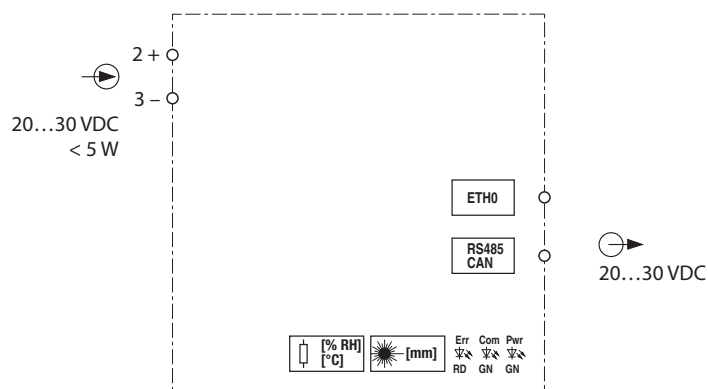 2 +
3 –
20…30 VDC
< 5 W
ETH0
RS485
CAN
20…30 VDC
[% RH]
[°C]
[mm]
Err Com Pwr
RD GN GN